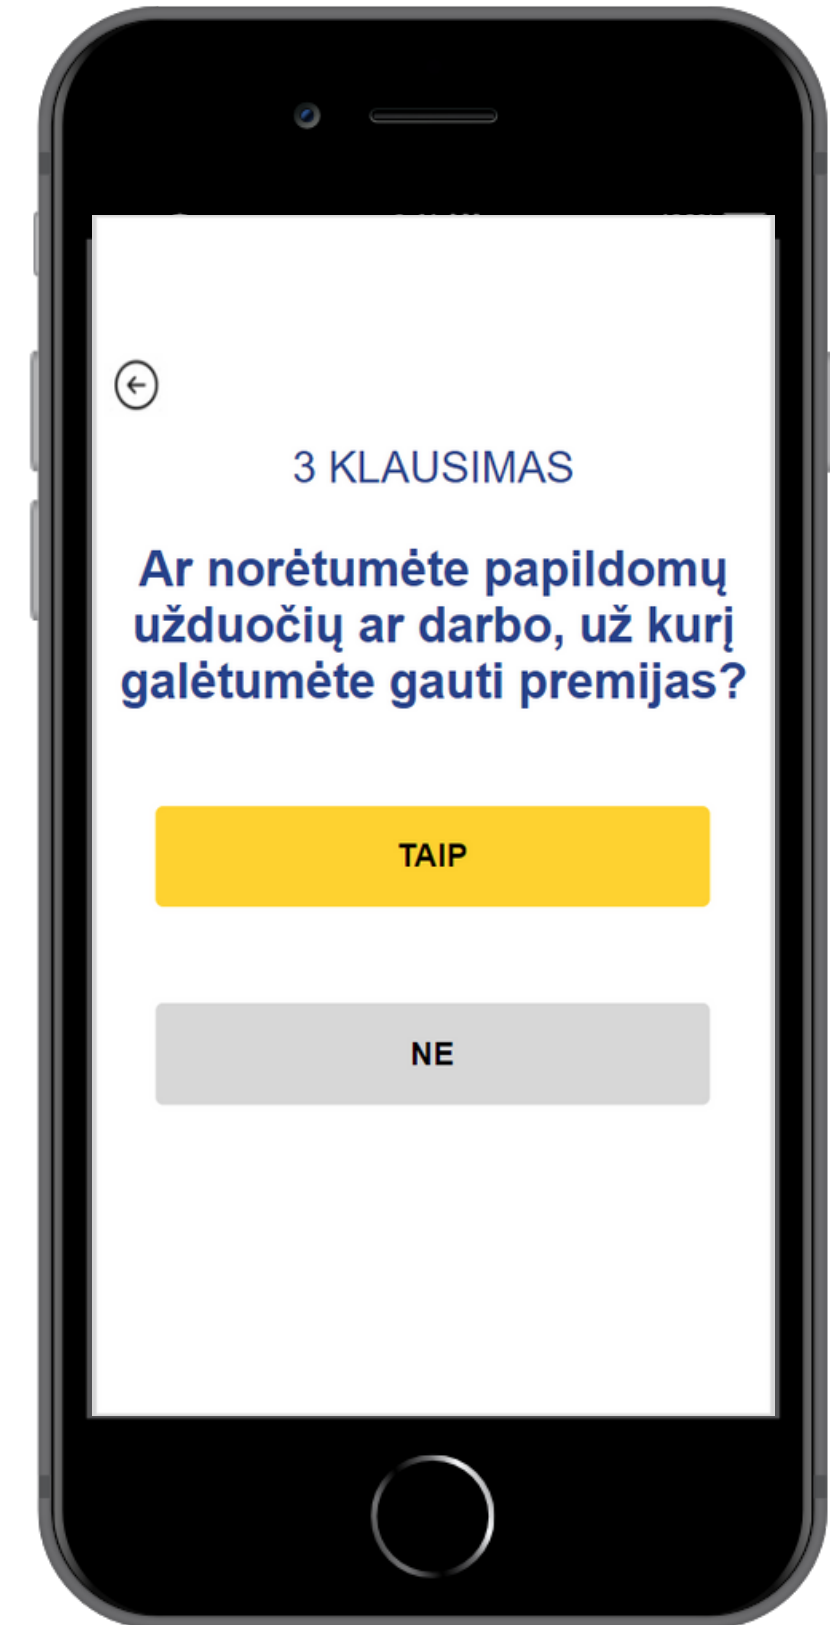 3 KLAUSIMAS
Ar norėtumėte papildomų
užduočių ar darbo, už kurį
galėtumėte gauti premijas?
TAIP
NE